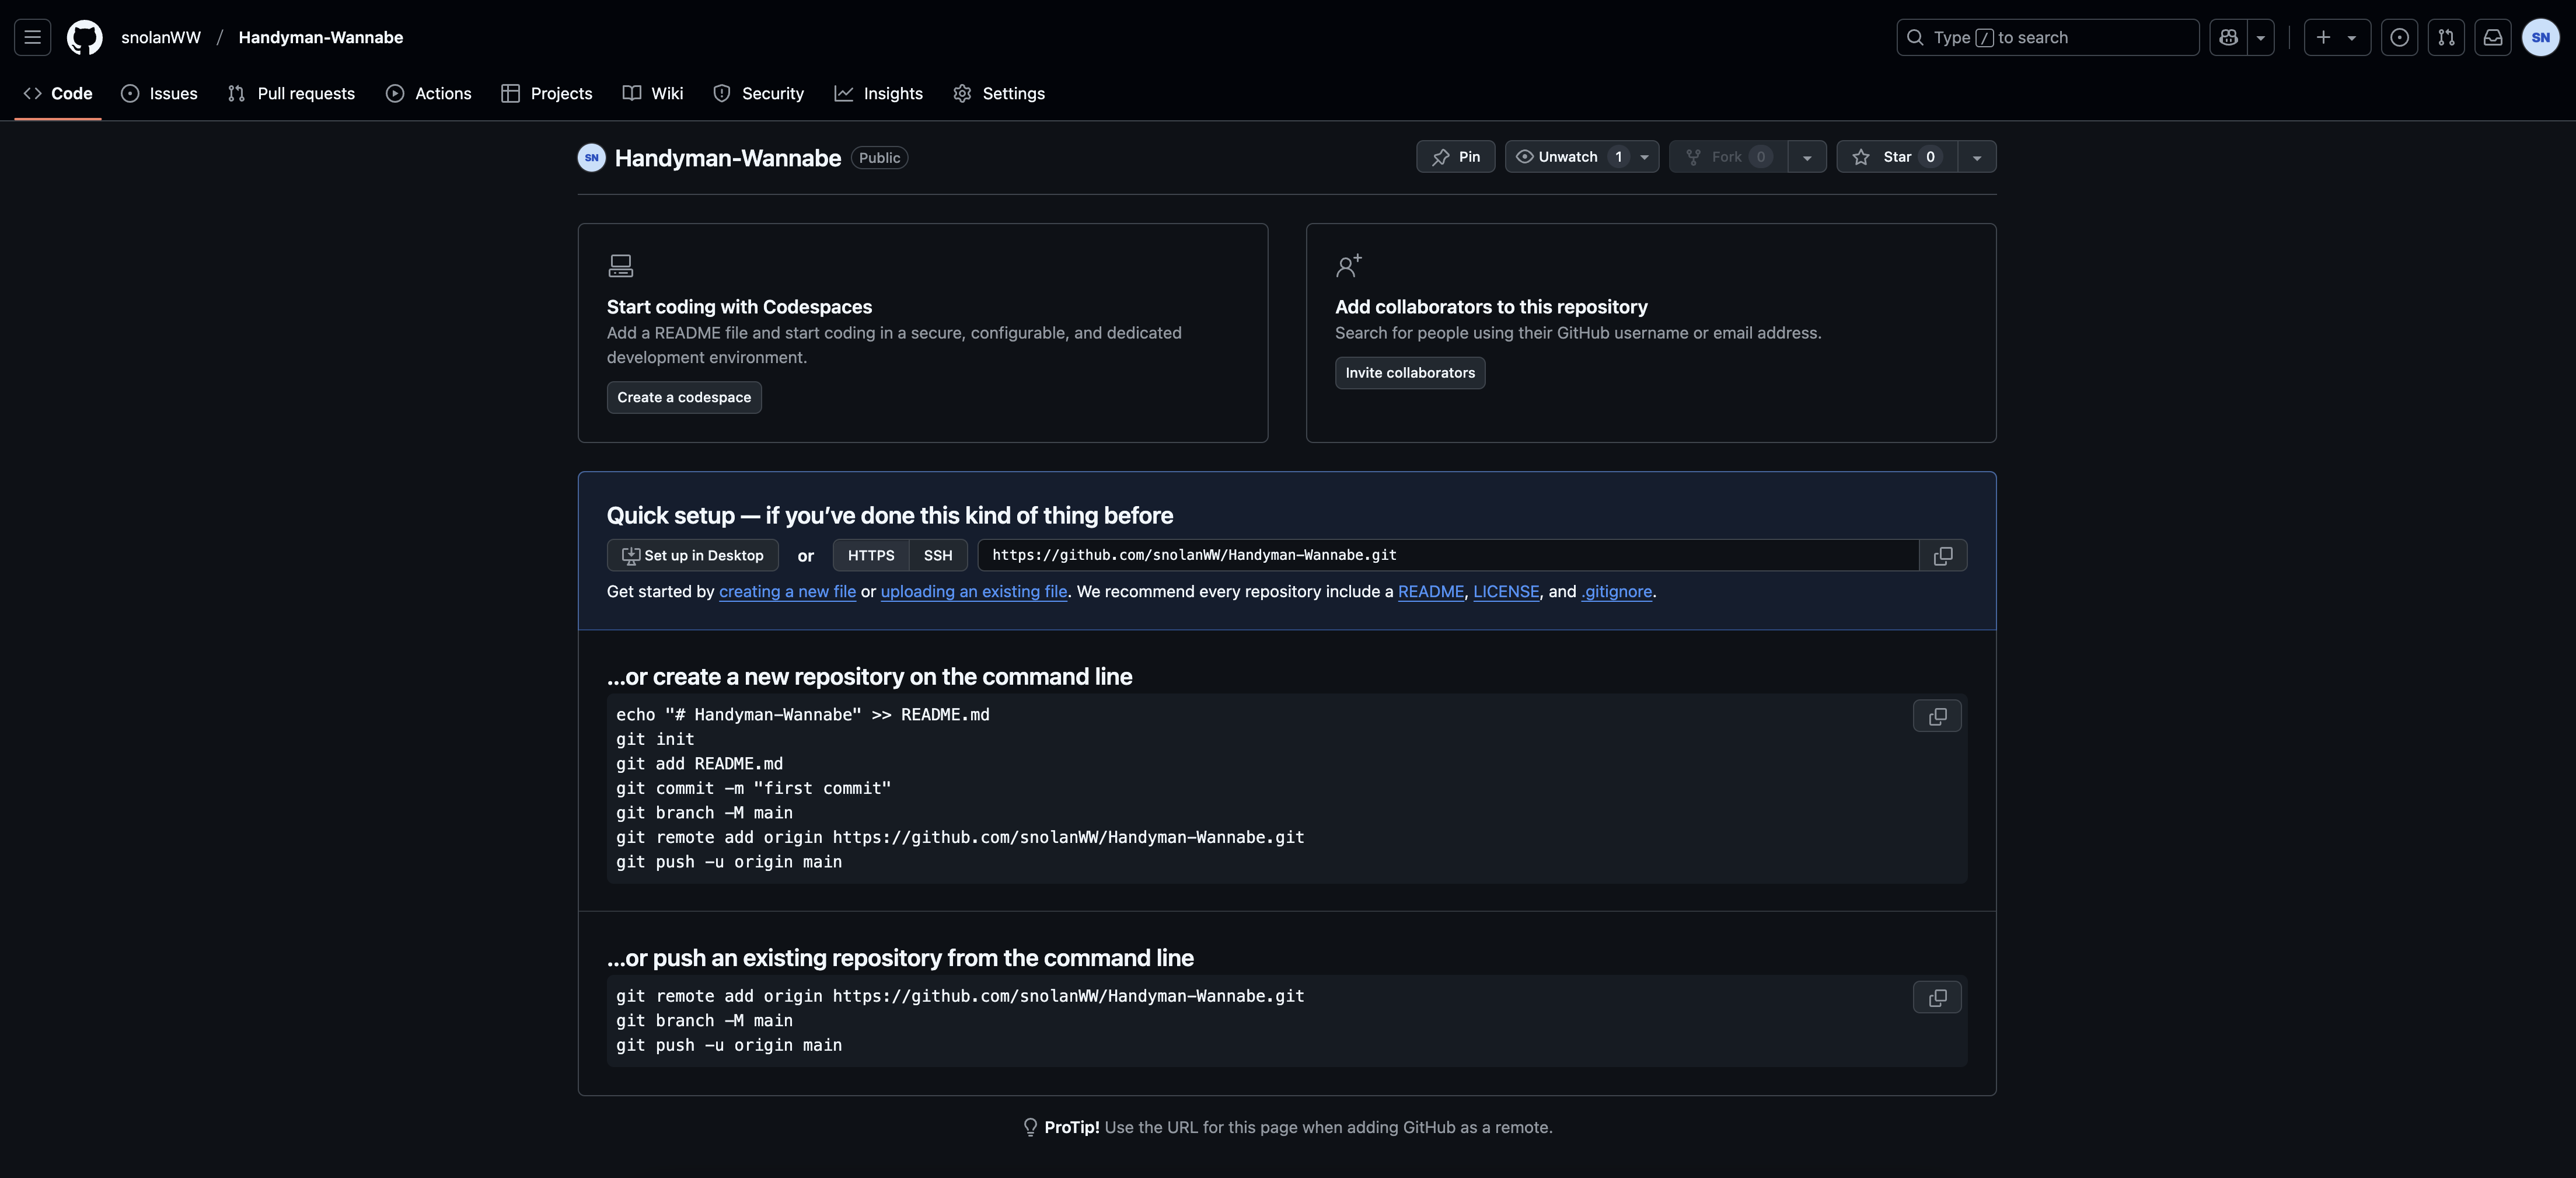 snolanWW / Handyman-Wannabe
Type / to search
SN
Code Issues Pull requests Actions Projects Wiki Security Insights Settings
SN Handyman-Wannabe Public
Pin Unwatch 1 Fork 0 Star 0
Start coding with Codespaces
Add a README file and start coding in a secure, configurable, and dedicated
development environment.
Create a codespace
Add collaborators to this repository
Search for people using their GitHub username or email address.
Invite collaborators
Quick setup — if you’ve done this kind of thing before
Set up in Desktop or HTTPS SSH https://github.com/snolanWW/Handyman-Wannabe.git
Get started by creating a new file or uploading an existing file. We recommend every repository include a README, LICENSE, and .gitignore.
…or create a new repository on the command line
echo "# Handyman-Wannabe" >> README.md
git init
git add README.md
git commit -m "first commit"
git branch -M main
git remote add origin https://github.com/snolanWW/Handyman-Wannabe.git
git push -u origin main
…or push an existing repository from the command line
git remote add origin https://github.com/snolanWW/Handyman-Wannabe.git
git branch -M main
git push -u origin main
ProTip! Use the URL for this page when adding GitHub as a remote.